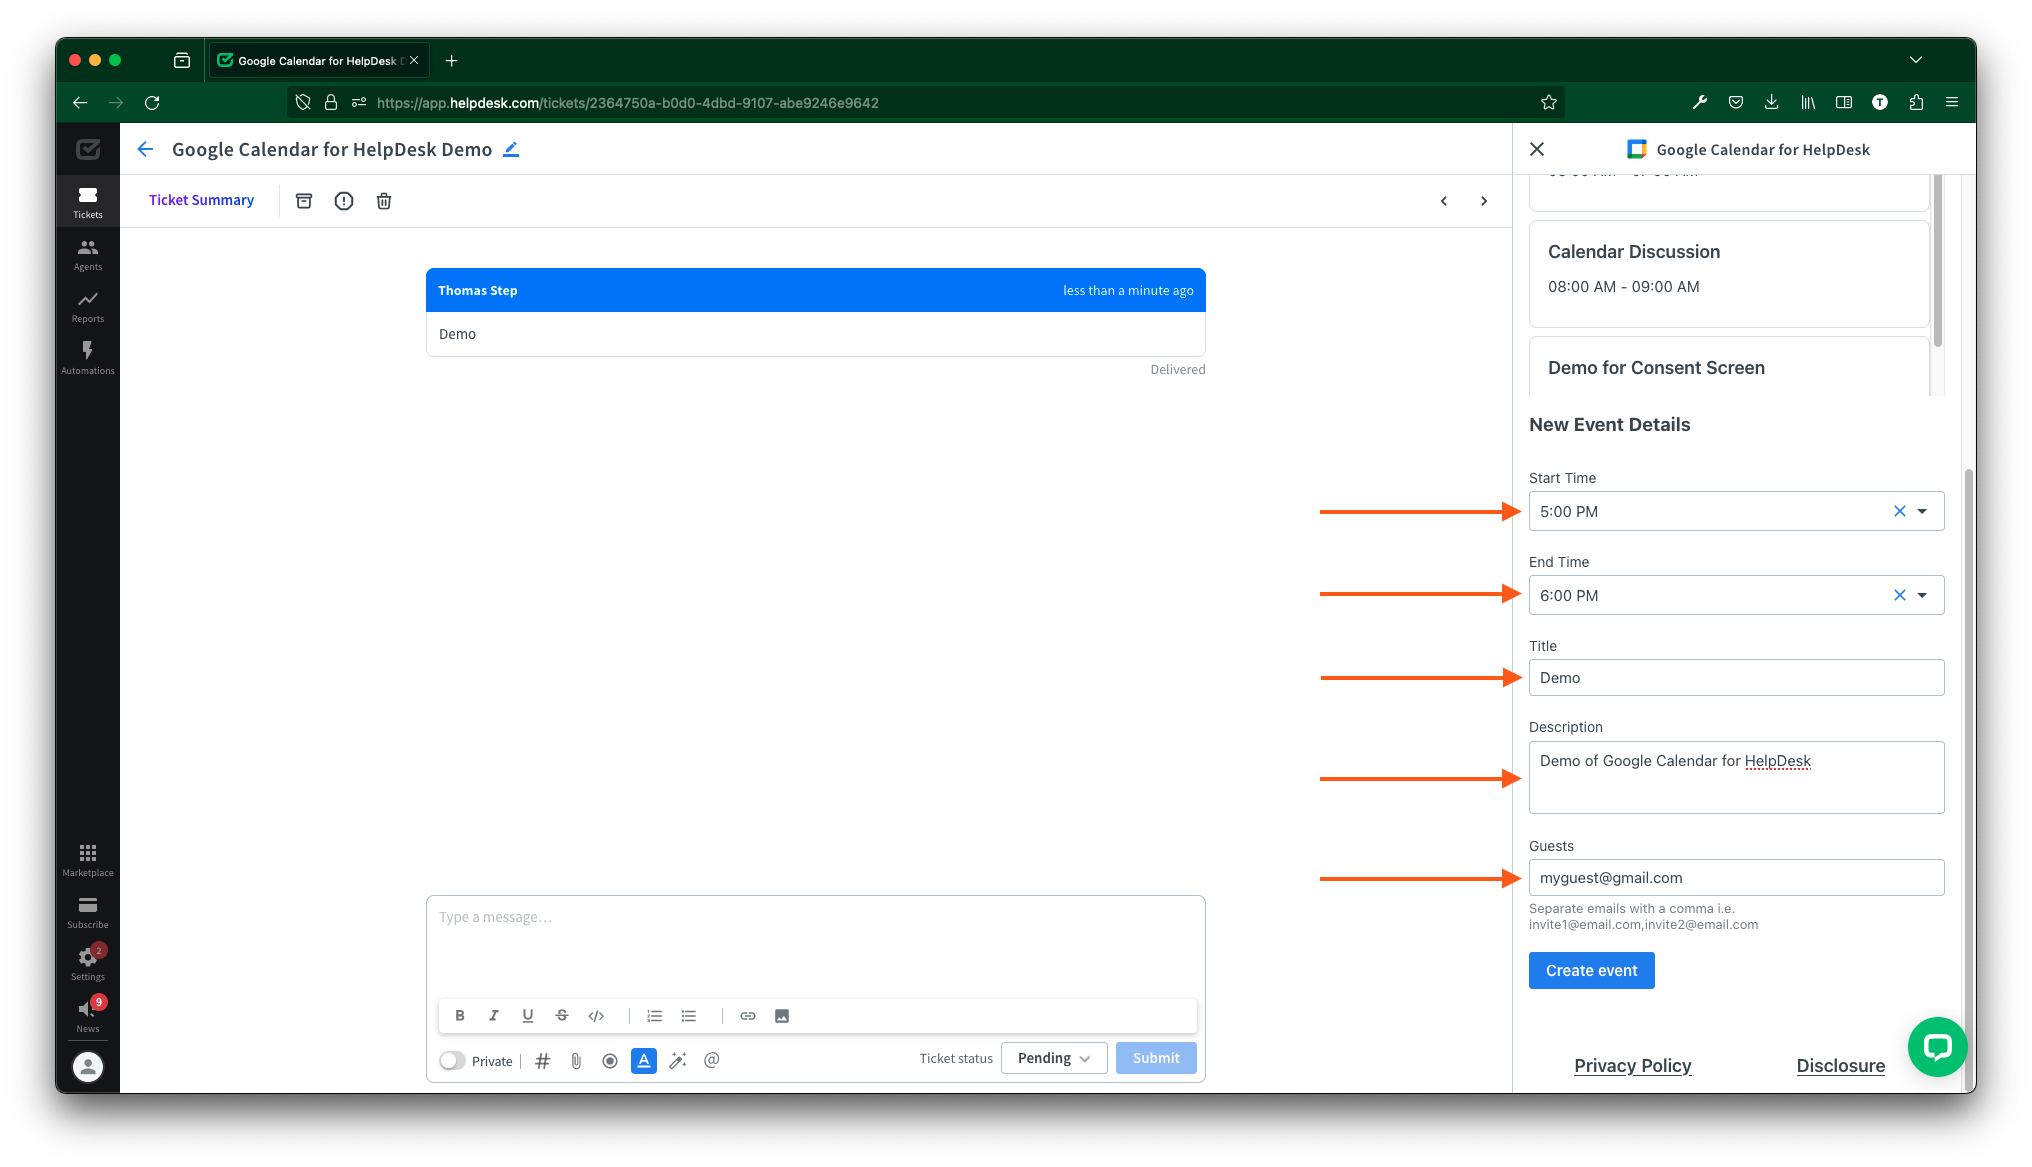 Google Calendar for HelpDesk D
https://app.helpdesk.com/tickets/2364750a-b0d0-4dbd-9107-abe9246e9642
T
Tickets
Agents
Reports
Automations
Marketplace
Subscribe
2
Settings
9
News
Google Calendar for HelpDesk Demo
Ticket Summary
Thomas Step
less than a minute ago
Demo
Delivered
Type a message...
B I U S </>
Private
# A @
Ticket status
Pending
Submit
Google Calendar for HelpDesk
Calendar Discussion
08:00 AM - 09:00 AM
Demo for Consent Screen
New Event Details
Start Time
5:00 PM
End Time
6:00 PM
Title
Demo
Description
Demo of Google Calendar for HelpDesk
Guests
myguest@gmail.com
Separate emails with a comma i.e.
invite1@email.com,invite2@email.com
Create event
Privacy Policy
Disclosure